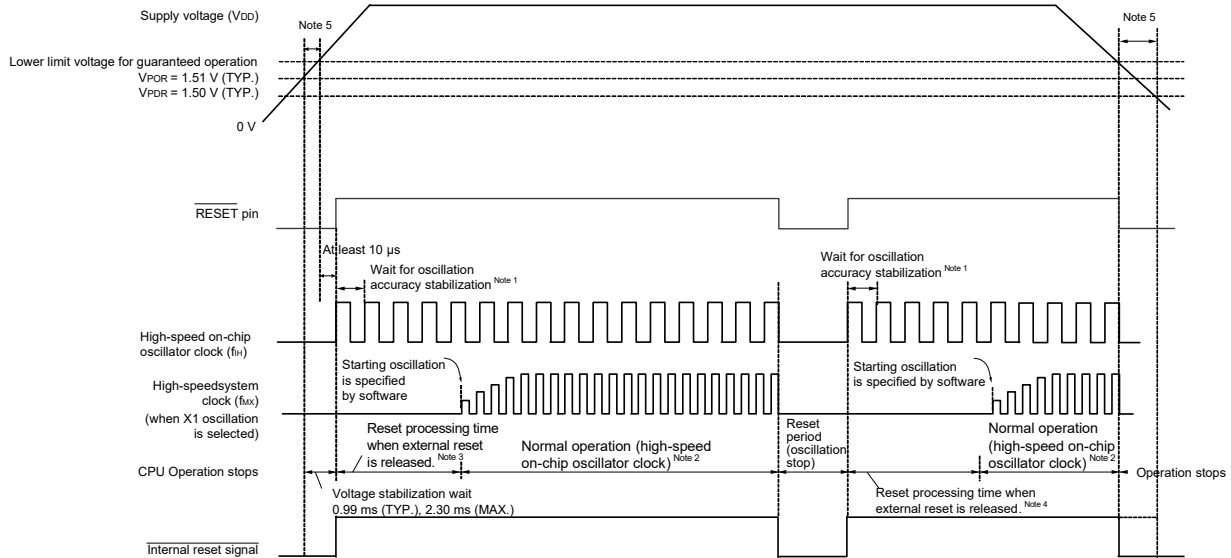 Supply voltage (VDD)
Note 5
Note 5
Lower limit voltage for guaranteed operation
VPOR = 1.51 V (TYP.)
VPDR = 1.50 V (TYP.)
0 V
RESET pin
At least 10 µs
Wait for oscillation
accuracy stabilization Note 1
Wait for oscillation
accuracy stabilization Note 1
High-speed on-chip
oscillator clock (fIH)
Starting oscillation
is specified
by software
Starting oscillation
is specified by software
High-speedsystem
clock (fMX)
(when X1 oscillation
is selected)
Reset processing time
when external reset
is released. Note 3
Normal operation (high-speed
on-chip oscillator clock) Note 2
Reset
period
(oscillation
stop)
Normal operation
(high-speed on-chip
oscillator clock) Note 2
CPU Operation stops
Operation stops
Voltage stabilization wait
0.99 ms (TYP.), 2.30 ms (MAX.)
Reset processing time when
external reset is released. Note 4
Internal reset signal